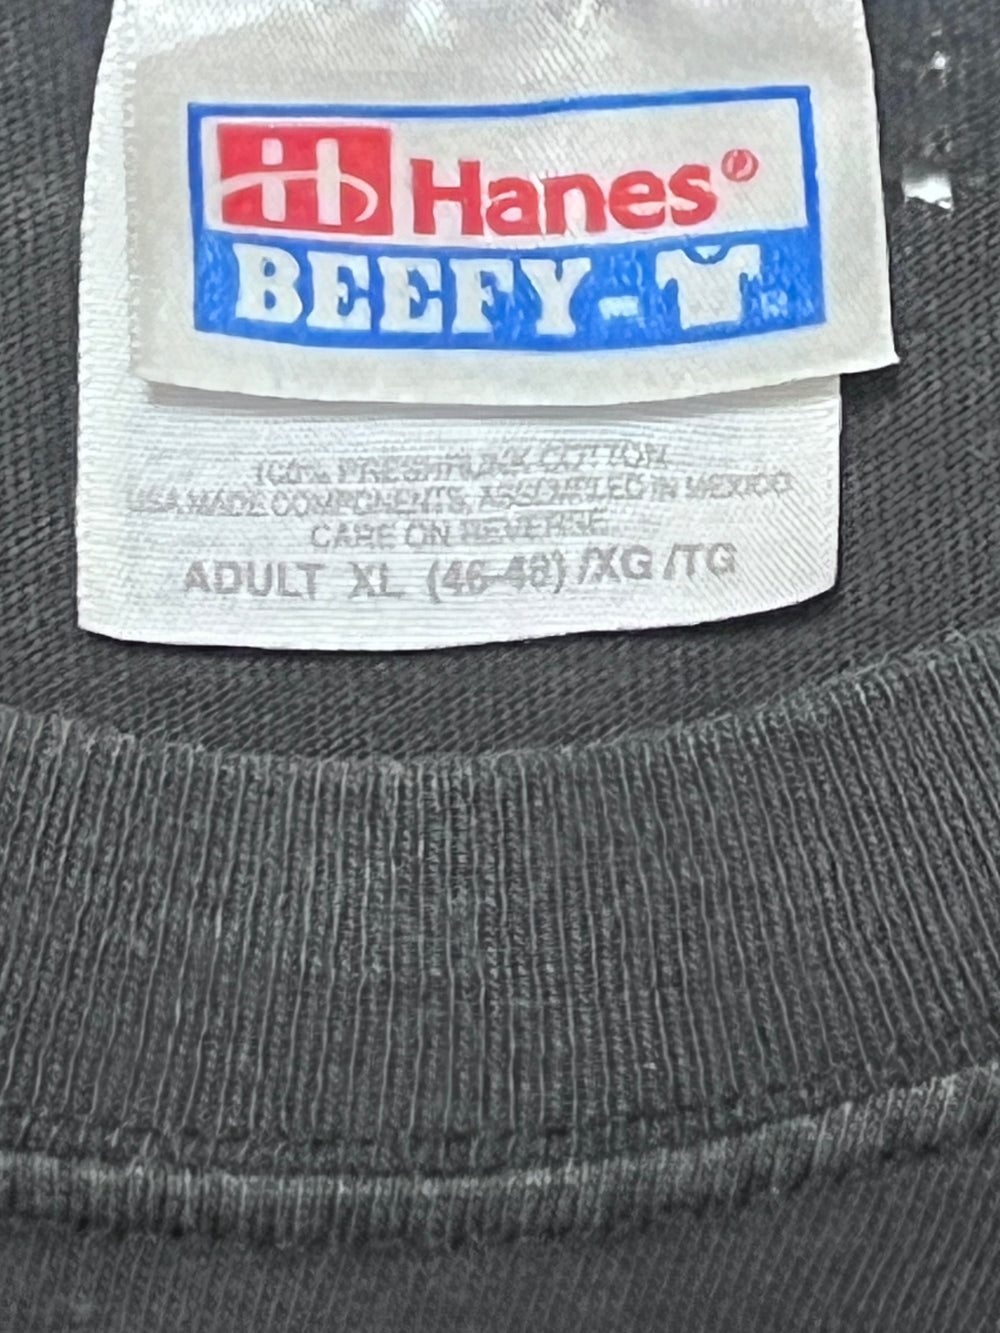 Hanes®
BEEFY-T
100% PRESHRUNK COTTON
USA MADE COMPONENTS, ASSEMBLED IN MEXICO
CARE ON REVERSE
ADULT XL (46-48) /XG /TG